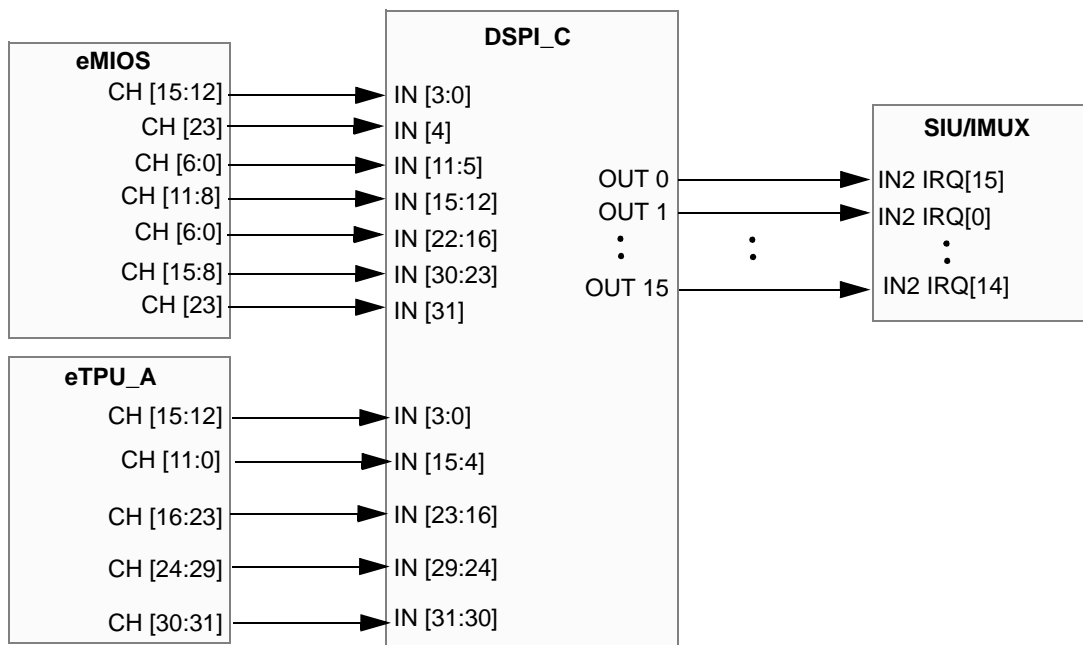 eMIOS
CH [15:12]
CH [23]
CH [6:0]
CH [11:8]
CH [6:0]
CH [15:8]
CH [23]
eTPU_A
CH [15:12]
CH [11:0]
CH [16:23]
CH [24:29]
CH [30:31]
DSPI_C
IN [3:0]
IN [4]
IN [11:5]
IN [15:12]
IN [22:16]
IN [30:23]
IN [31]
IN [3:0]
IN [15:4]
IN [23:16]
IN [29:24]
IN [31:30]
OUT 0
OUT 1
OUT 15
SIU/IMUX
IN2 IRQ[15]
IN2 IRQ[0]
IN2 IRQ[14]